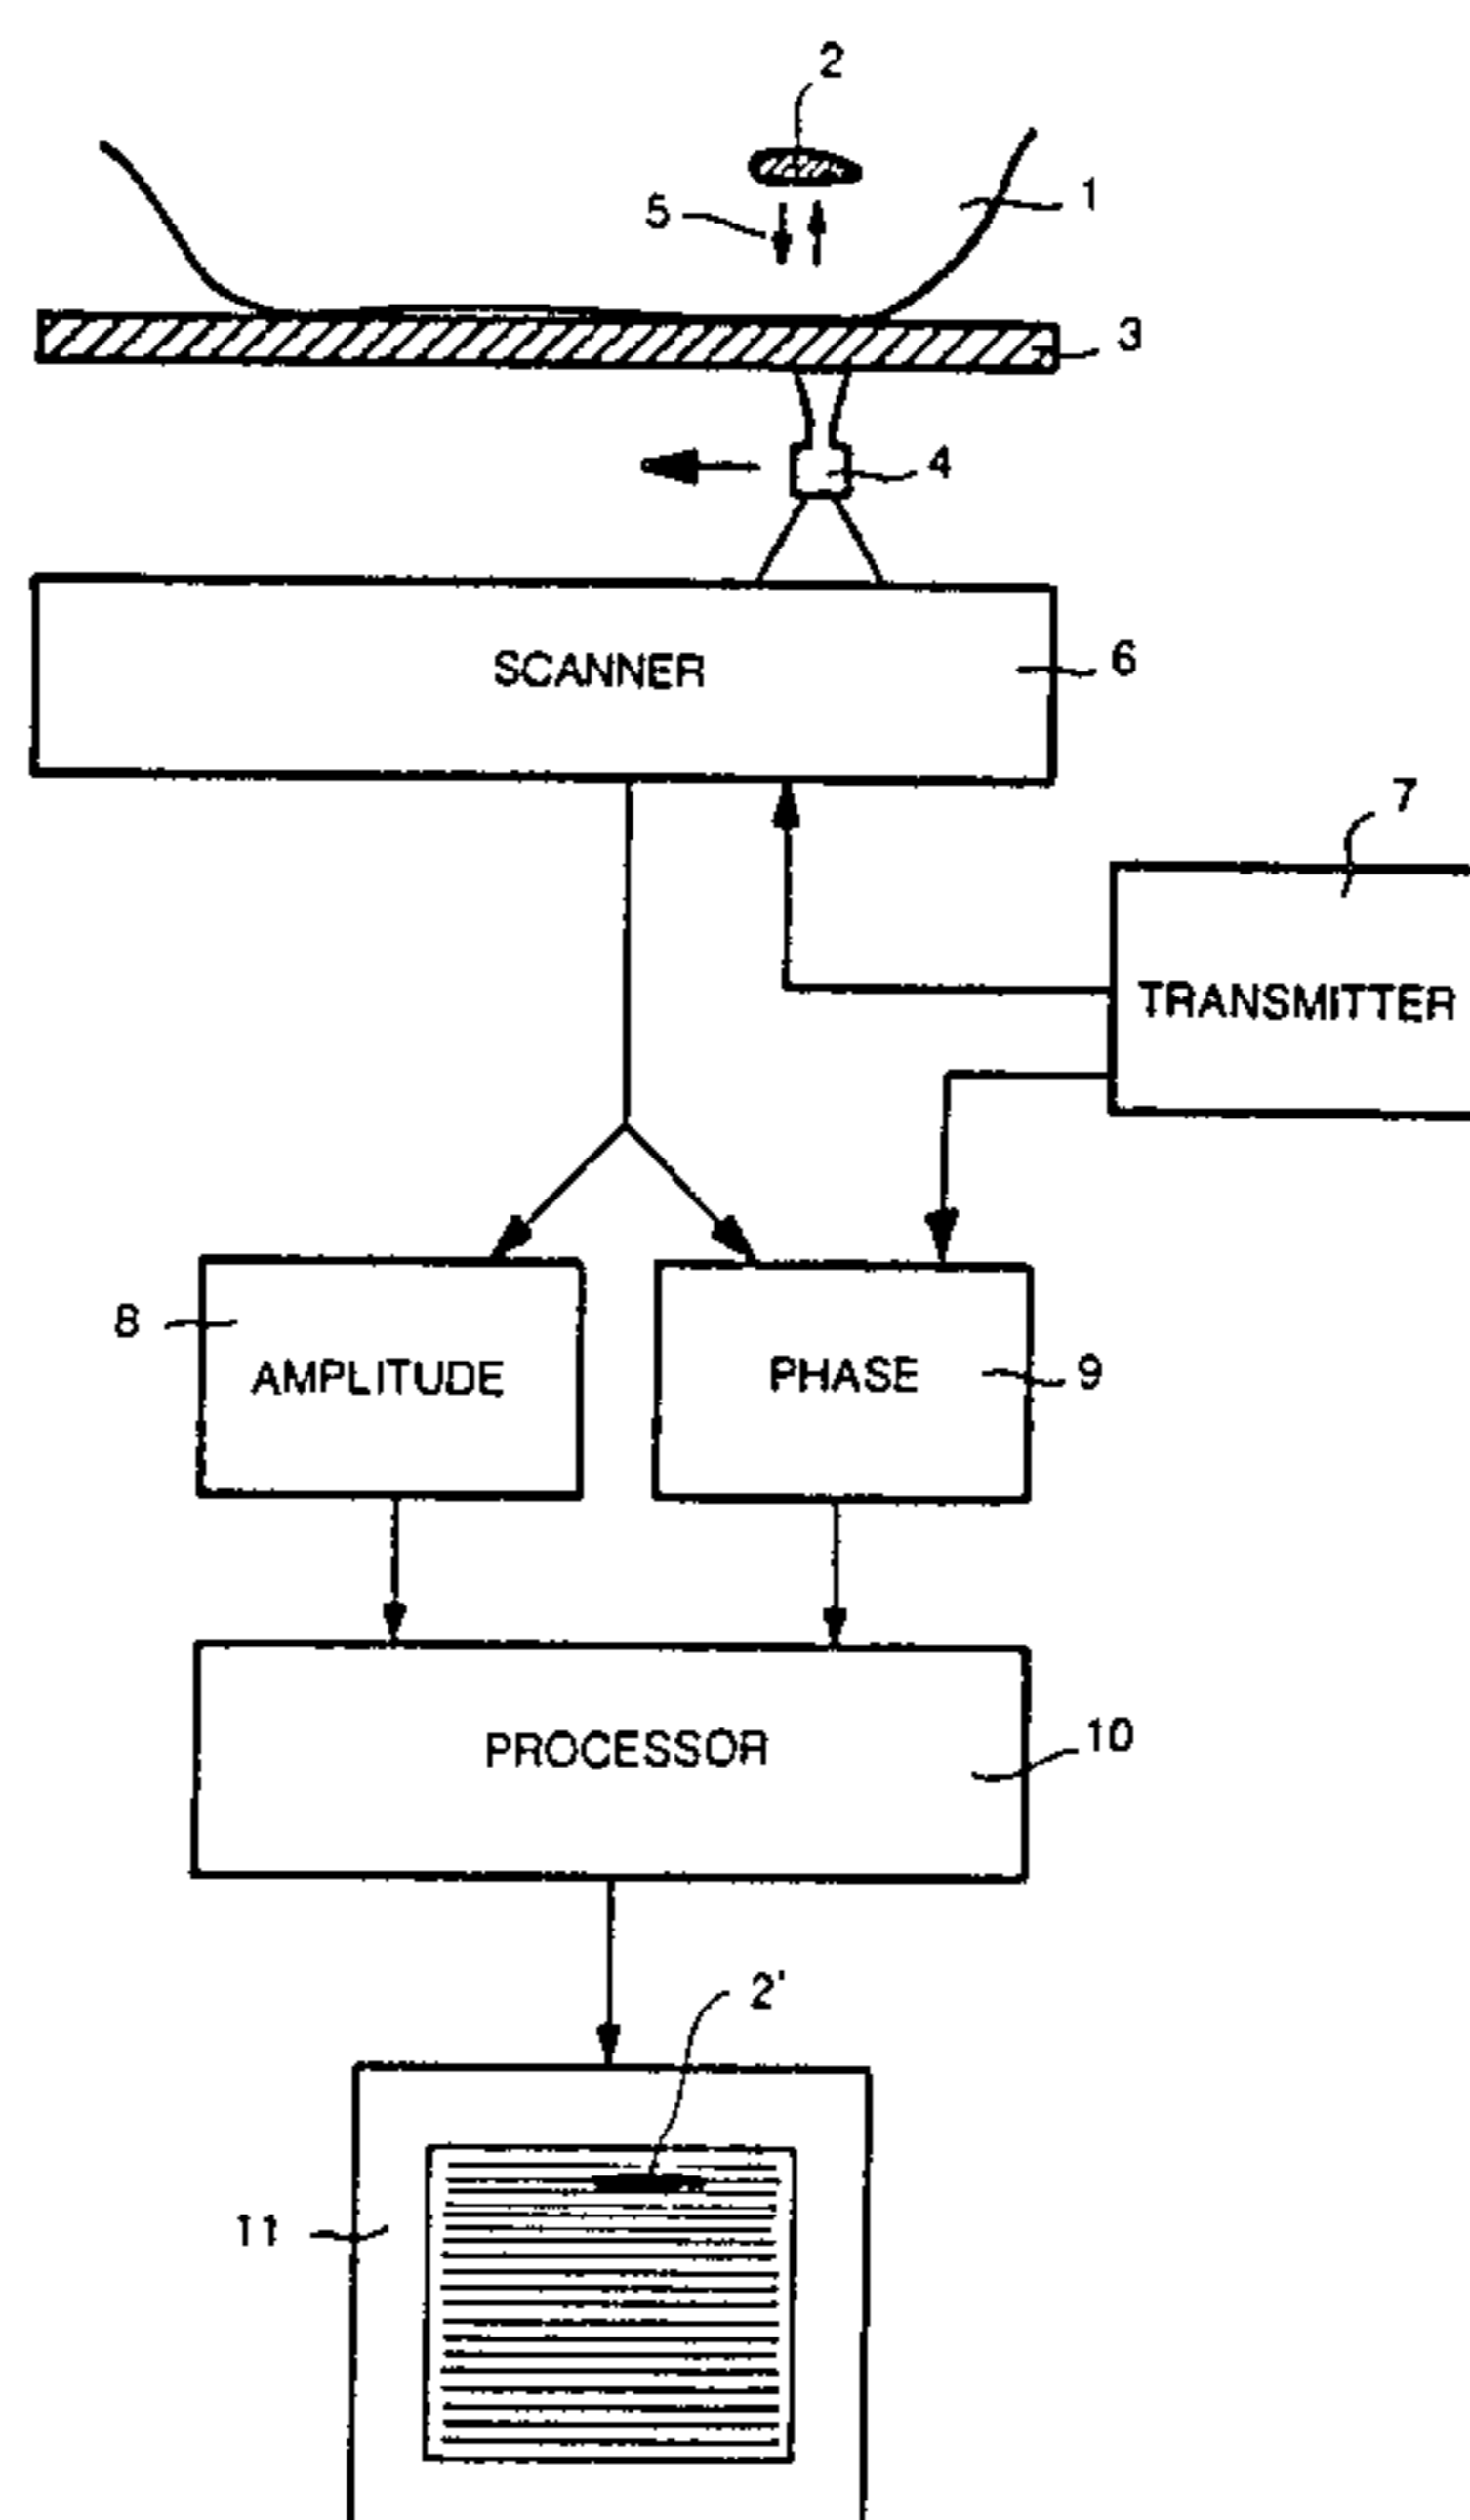 2
5
1
3
4
SCANNER
6
7
TRANSMITTER
8
AMPLITUDE
PHASE
9
PROCESSOR
10
2'
11